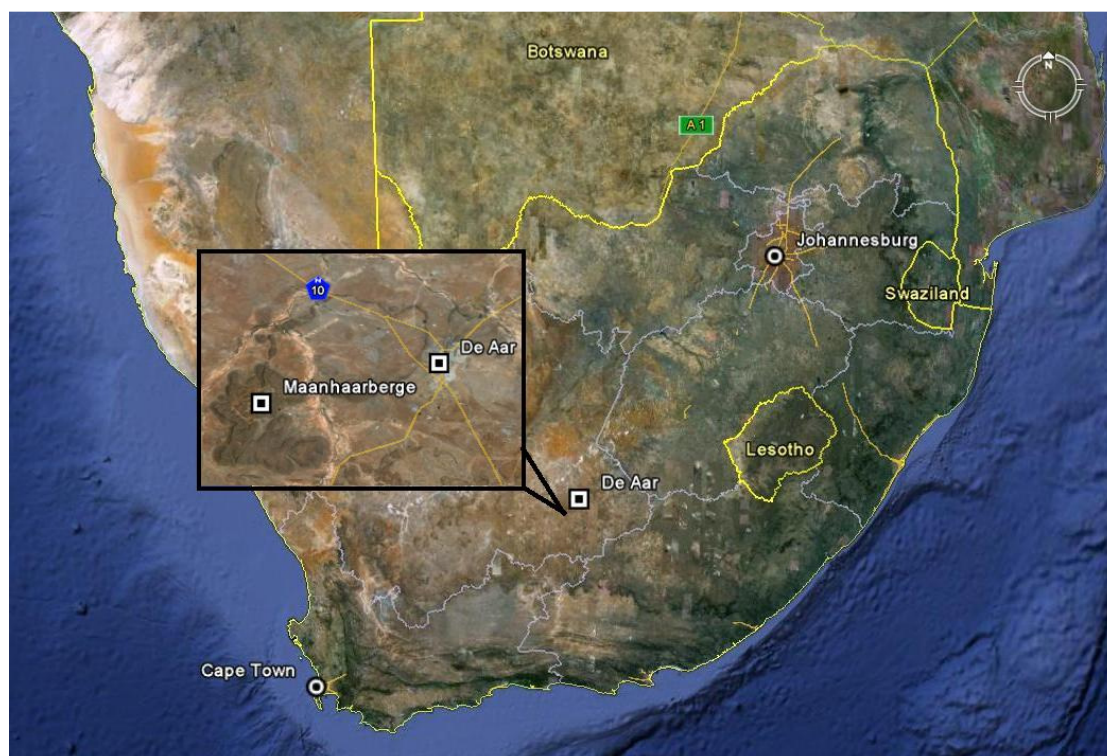 Botswana
N
A 1
Johannesburg
Swaziland
N
10
De Aar
Maanhaarberge
Lesotho
De Aar
Cape Town